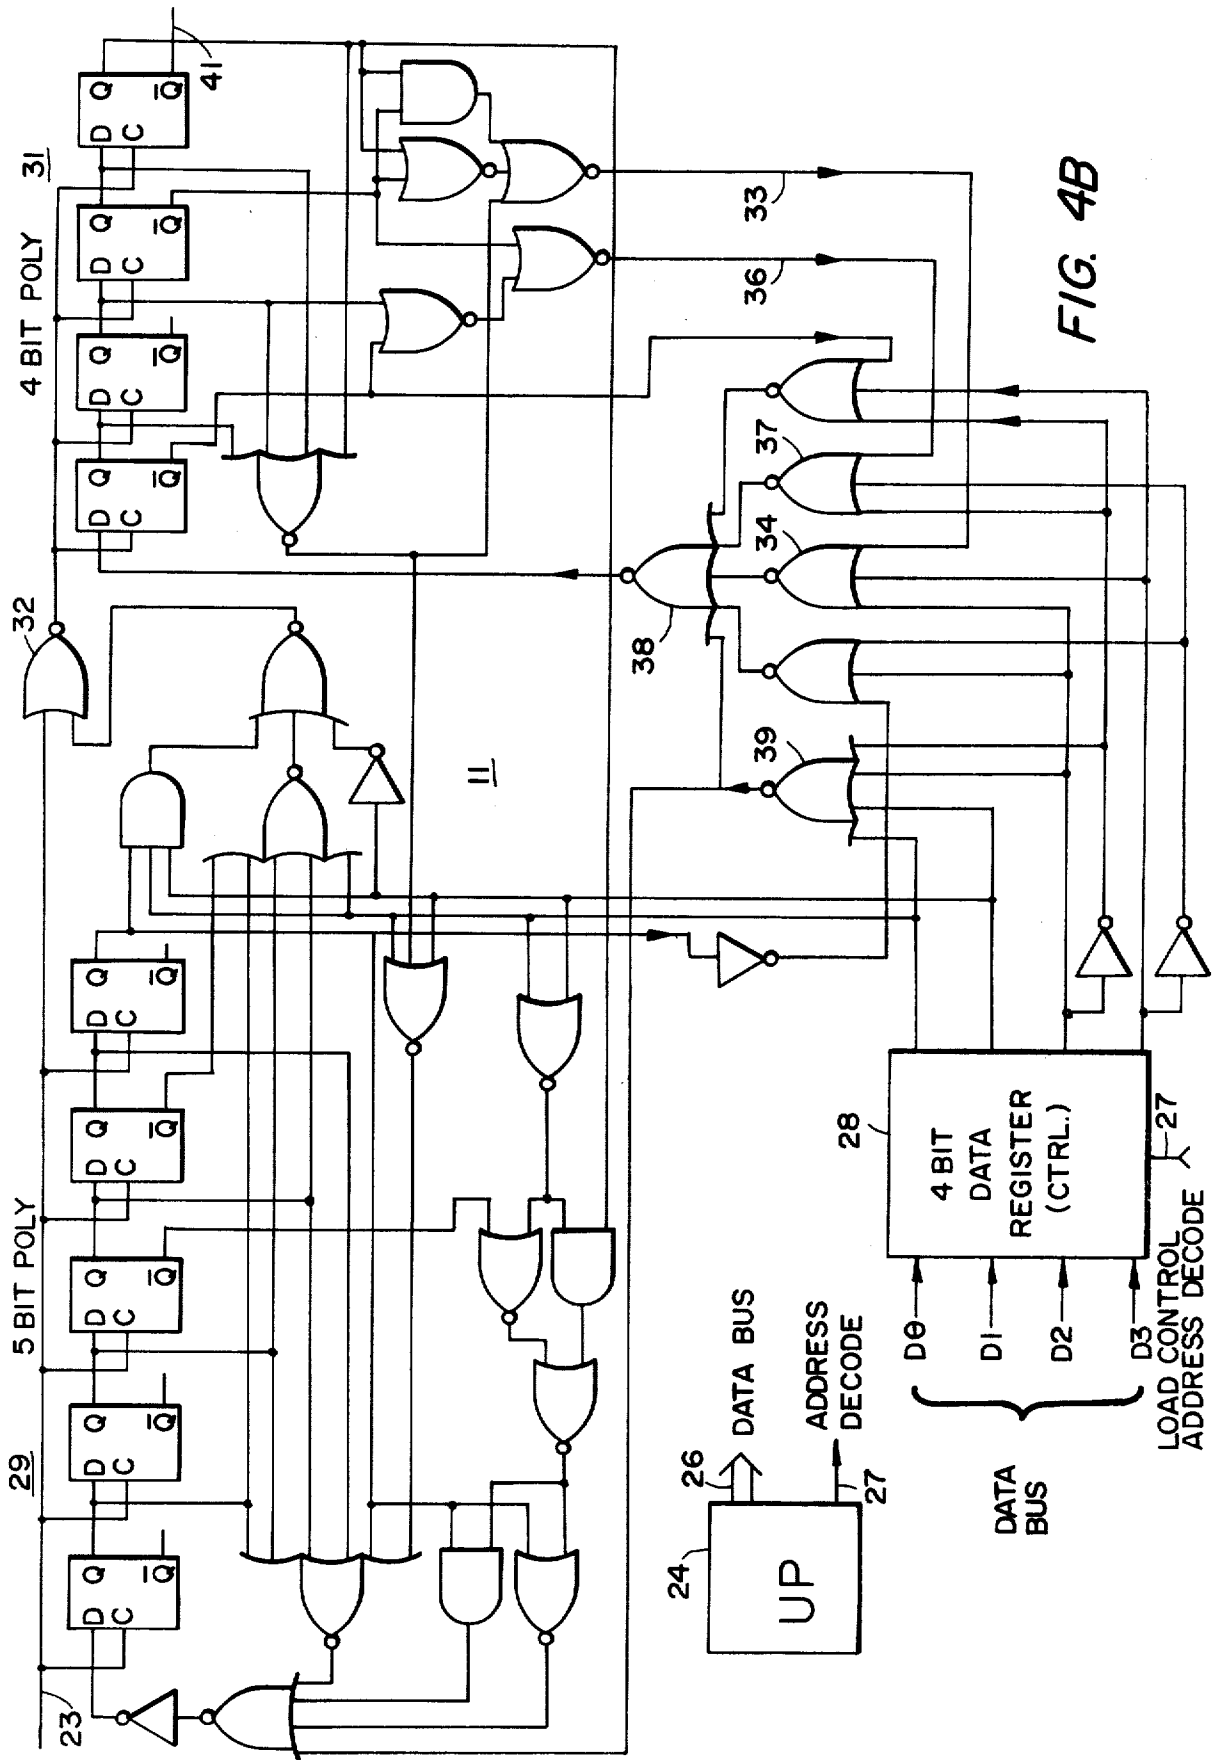 41
31
4 BIT POLY
Q
Q
D
C
Q
Q
D
C
Q
Q
D
C
Q
Q
D
C
32
5 BIT POLY
29
Q
Q
D
C
Q
Q
D
C
Q
Q
D
C
Q
Q
D
C
Q
Q
D
C
23
11
33
36
37
34
38
39
FIG. 4B
28
4 BIT
DATA
REGISTER
(CTRL.)
27
LOAD CONTROL
ADDRESS DECODE
D0
D1
D2
D3
DATA
BUS
24
UP
26
DATA BUS
27
ADDRESS
DECODE